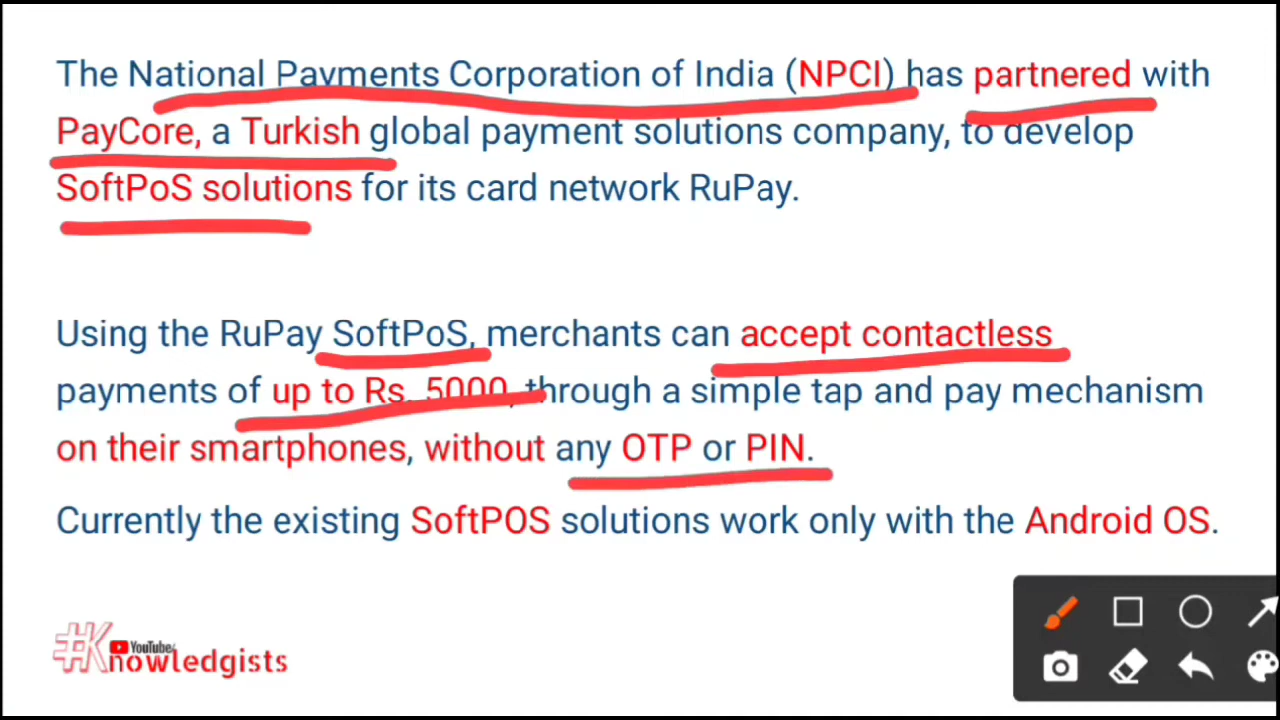 The National Payments Corporation of India (NPCI) has partnered with
PayCore, a Turkish global payment solutions company, to develop
SoftPoS solutions for its card network RuPay.
Using the RuPay SoftPoS, merchants can accept contactless
payments of up to Rs. 5000, through a simple tap and pay mechanism
on their smartphones, without any OTP or PIN.
Currently the existing SoftPOS solutions work only with the Android OS.
YouTube
#Knowledgists